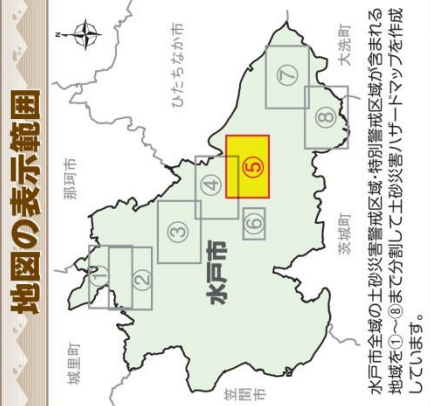 地図の表示範囲
N
那珂市
ひたちなか市
城里町
①
②
③
④
⑤
⑥
⑦
⑧
水戸市
大洗町
茨城町
笠間市
水戸市全域の土砂災害警戒区域・特別警戒区域が含まれる
地域を①~⑧まで分割して土砂災害ハザードマップを作成
しています。